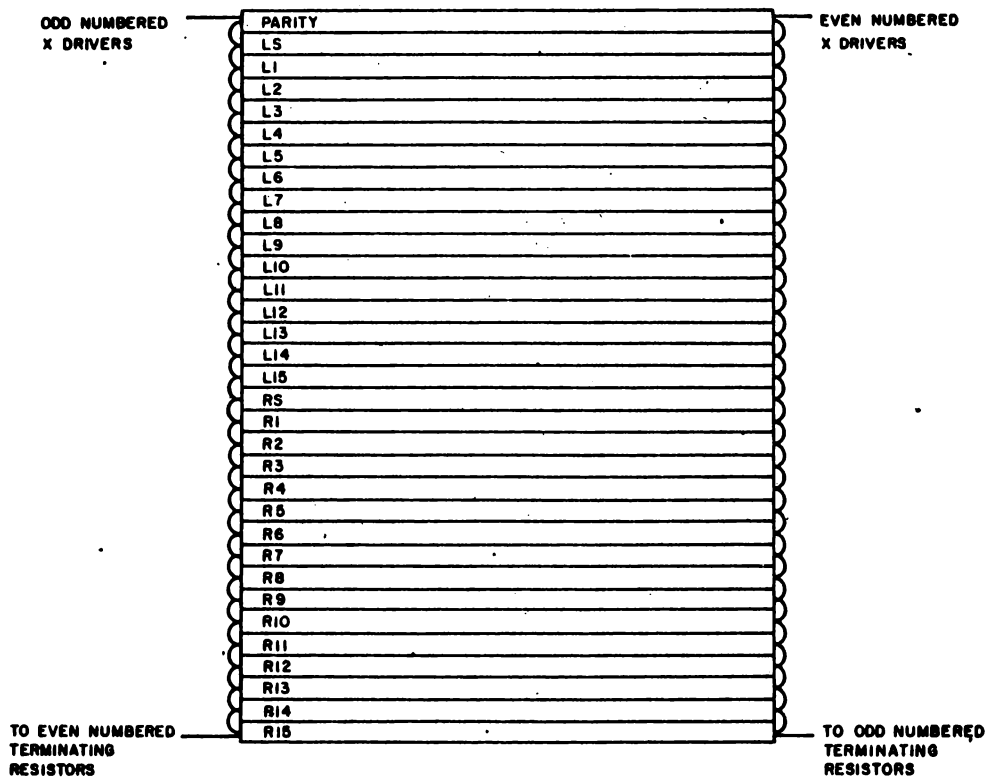 ODD NUMBERED
X DRIVERS
EVEN NUMBERED
X DRIVERS
PARITY
LS
L1
L2
L3
L4
L5
L6
L7
L8
L9
L10
L11
L12
L13
L14
L15
RS
R1
R2
R3
R4
R5
R6
R7
R8
R9
R10
R11
R12
R13
R14
R15
TO EVEN NUMBERED
TERMINATING
RESISTORS
TO ODD NUMBERED
TERMINATING
RESISTORS